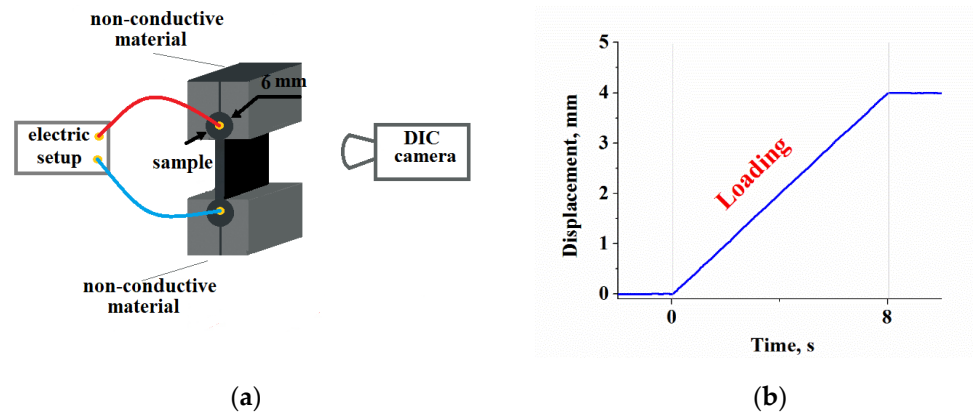 non-conductive
material
6 mm
electric
setup
sample
DIC
camera
non-conductive
material
(a)
5
4
3
2
1
0
Displacement, mm
Loading
0
8
Time, s
(b)